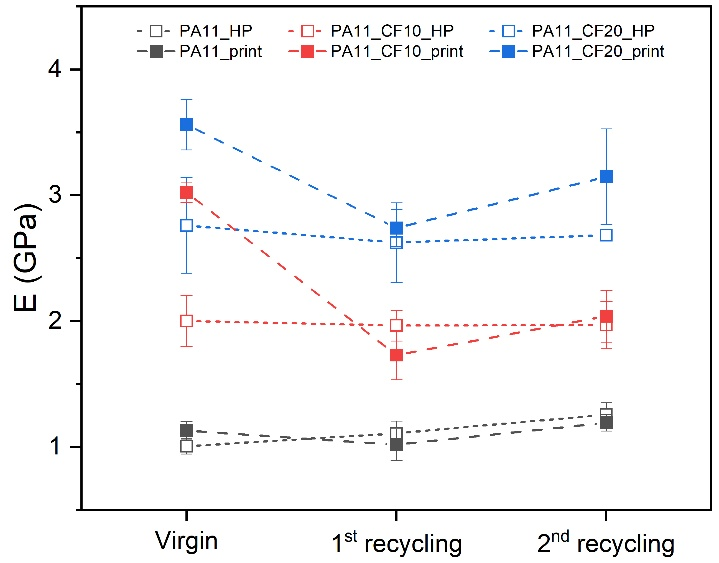 PA11_HP PA11_CF10_HP PA11_CF20_HP
PA11_print PA11_CF10_print PA11_CF20_print
4
3
2
1
E (GPa)
Virgin 1st recycling 2nd recycling